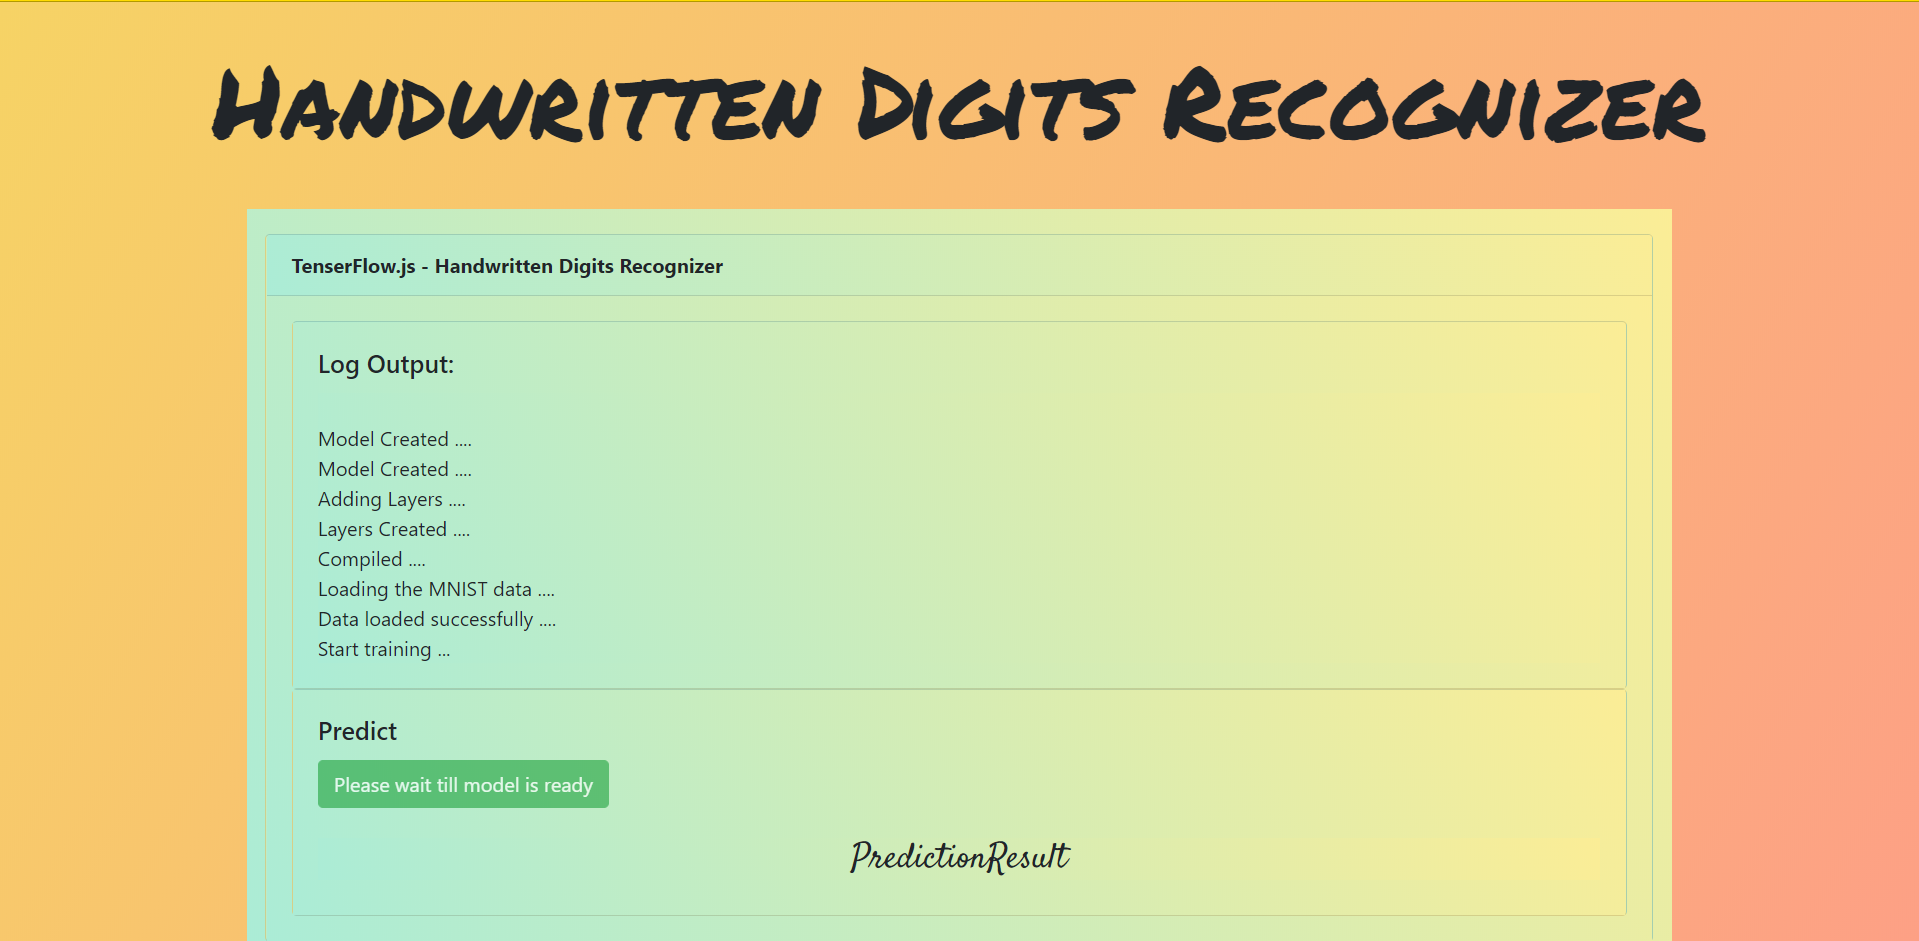 Handwritten Digits Recognizer
TenserFlow.js - Handwritten Digits Recognizer
Log Output:
Model Created ....
Model Created ....
Adding Layers ....
Layers Created ....
Compiled ....
Loading the MNIST data ....
Data loaded successfully ....
Start training ...
Predict
Please wait till model is ready
PredictionResult